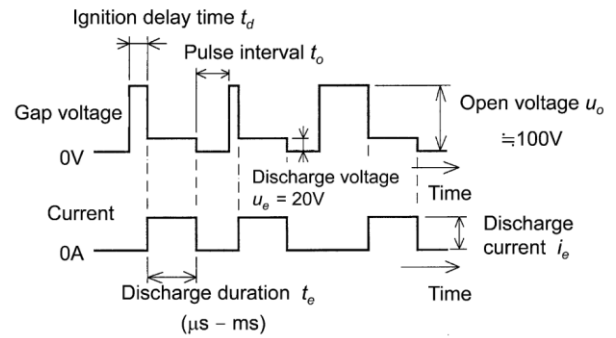 Ignition delay time t_d
Pulse interval t_o
Gap voltage
Open voltage u_o
≒100V
0V
Discharge voltage
u_e = 20V
Time
Current
Discharge
current i_e
0A
Discharge duration t_e
Time
(μs – ms)